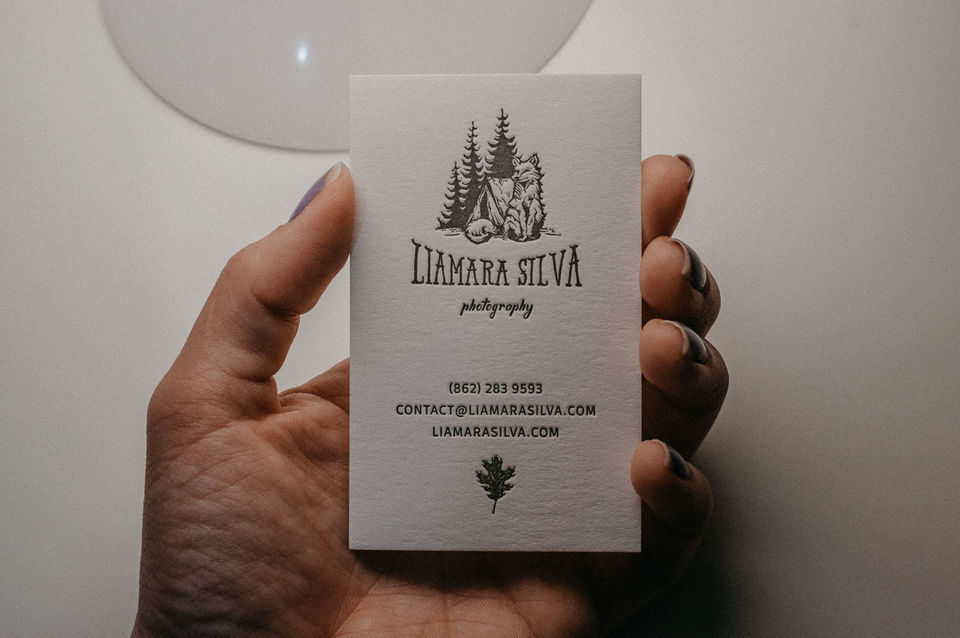 LIAMARA SILVA
photography
(862) 283 9593
CONTACT@LIAMARASILVA.COM
LIAMARASILVA.COM